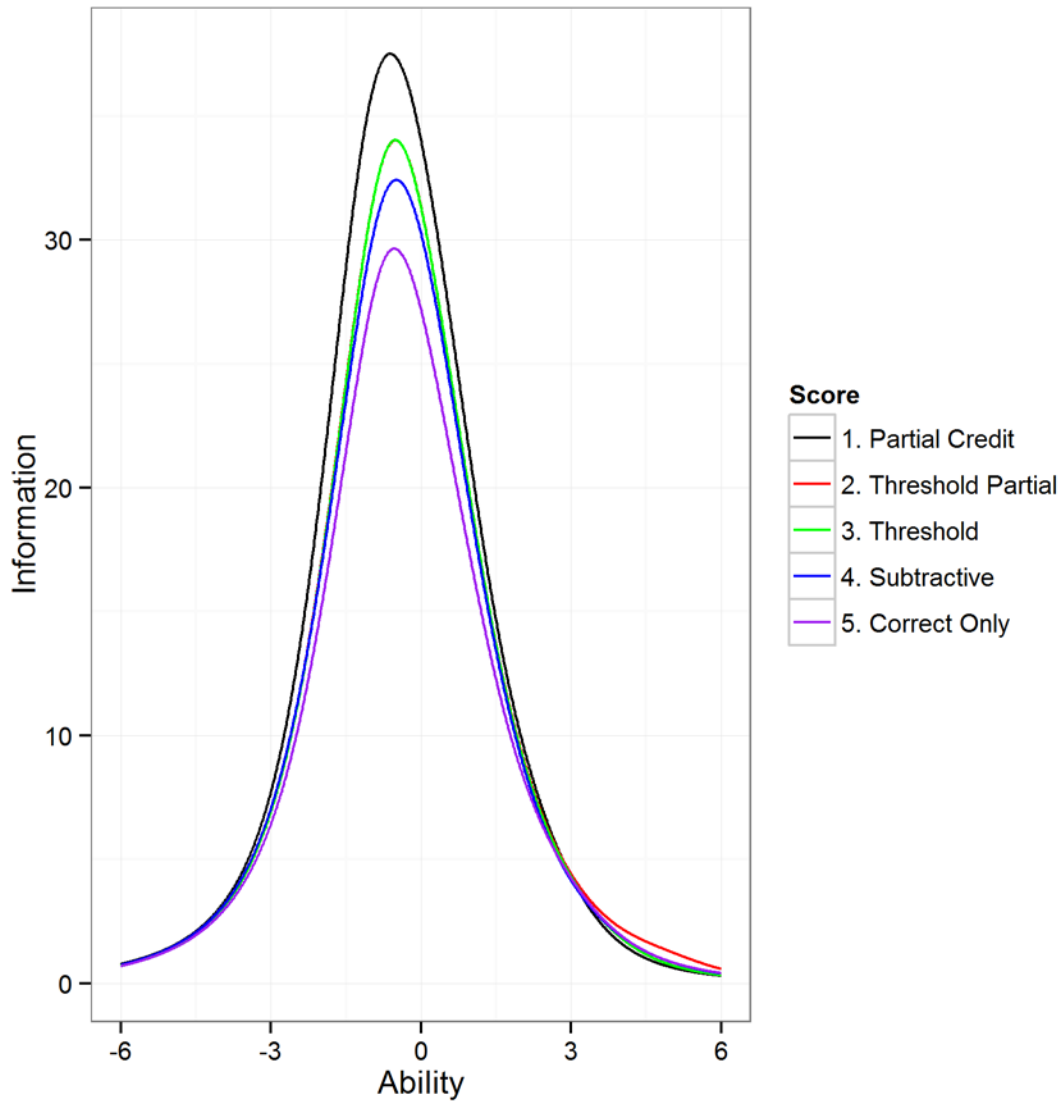 30
20
10
0
Information
-6 -3 0 3 6
Ability
Score
1. Partial Credit
2. Threshold Partial
3. Threshold
4. Subtractive
5. Correct Only